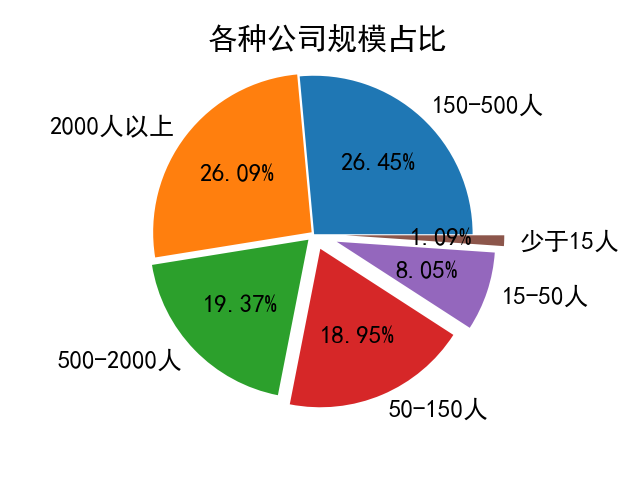 各种公司规模占比
150-500人
2000人以上
26.45%
26.09%
1.09%
少于15人
8.05%
15-50人
19.37%
18.95%
500-2000人
50-150人